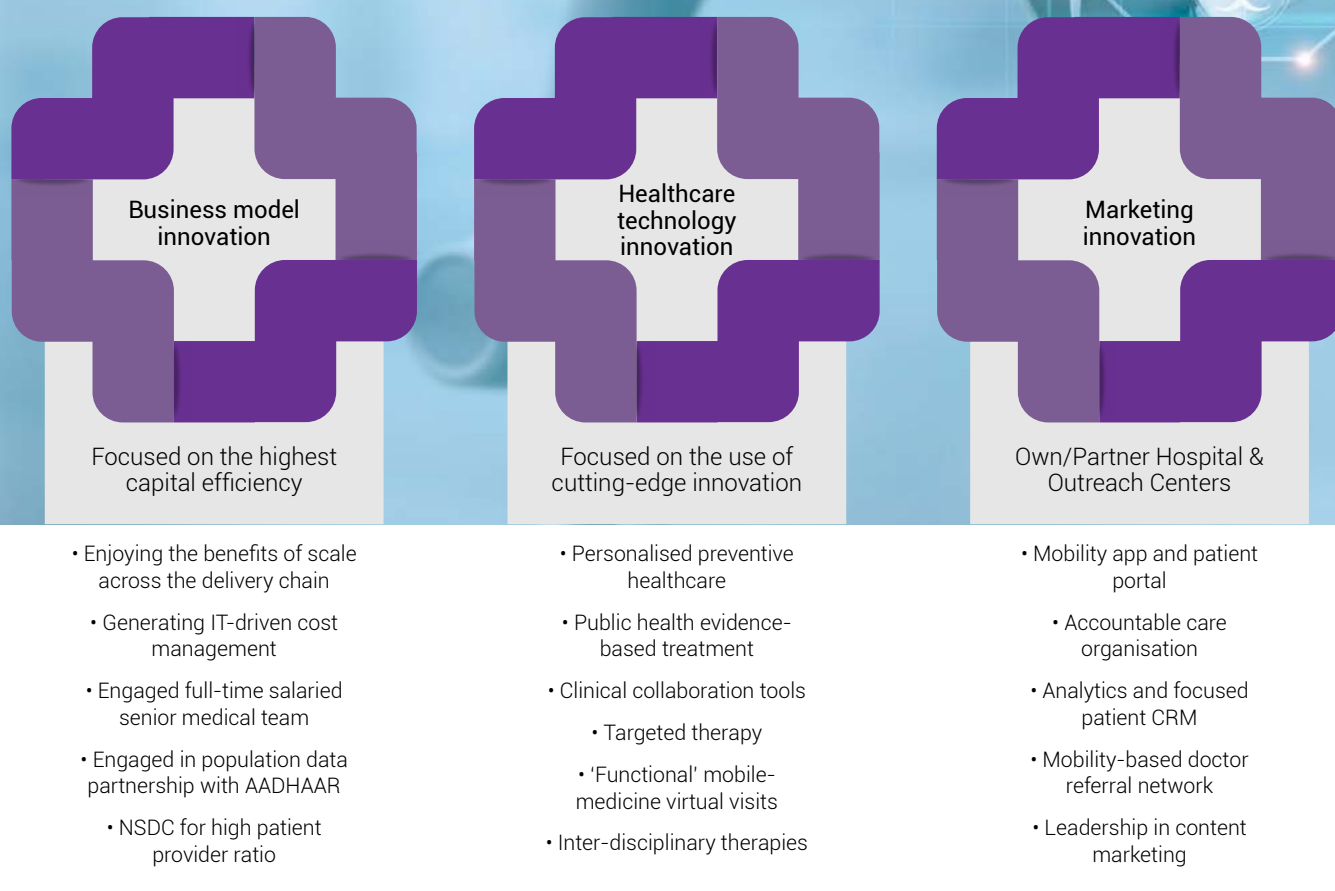 Business model
innovation
Focused on the highest
capital efficiency
• Enjoying the benefits of scale
across the delivery chain
• Generating IT-driven cost
management
• Engaged full-time salaried
senior medical team
• Engaged in population data
partnership with AADHAAR
• NSDC for high patient
provider ratio
Healthcare
technology
innovation
Focused on the use of
cutting-edge innovation
• Personalised preventive
healthcare
• Public health evidence-
based treatment
• Clinical collaboration tools
• Targeted therapy
• ‘Functional’ mobile-
medicine virtual visits
• Inter-disciplinary therapies
Marketing
innovation
Own/Partner Hospital &
Outreach Centers
• Mobility app and patient
portal
• Accountable care
organisation
• Analytics and focused
patient CRM
• Mobility-based doctor
referral network
• Leadership in content
marketing